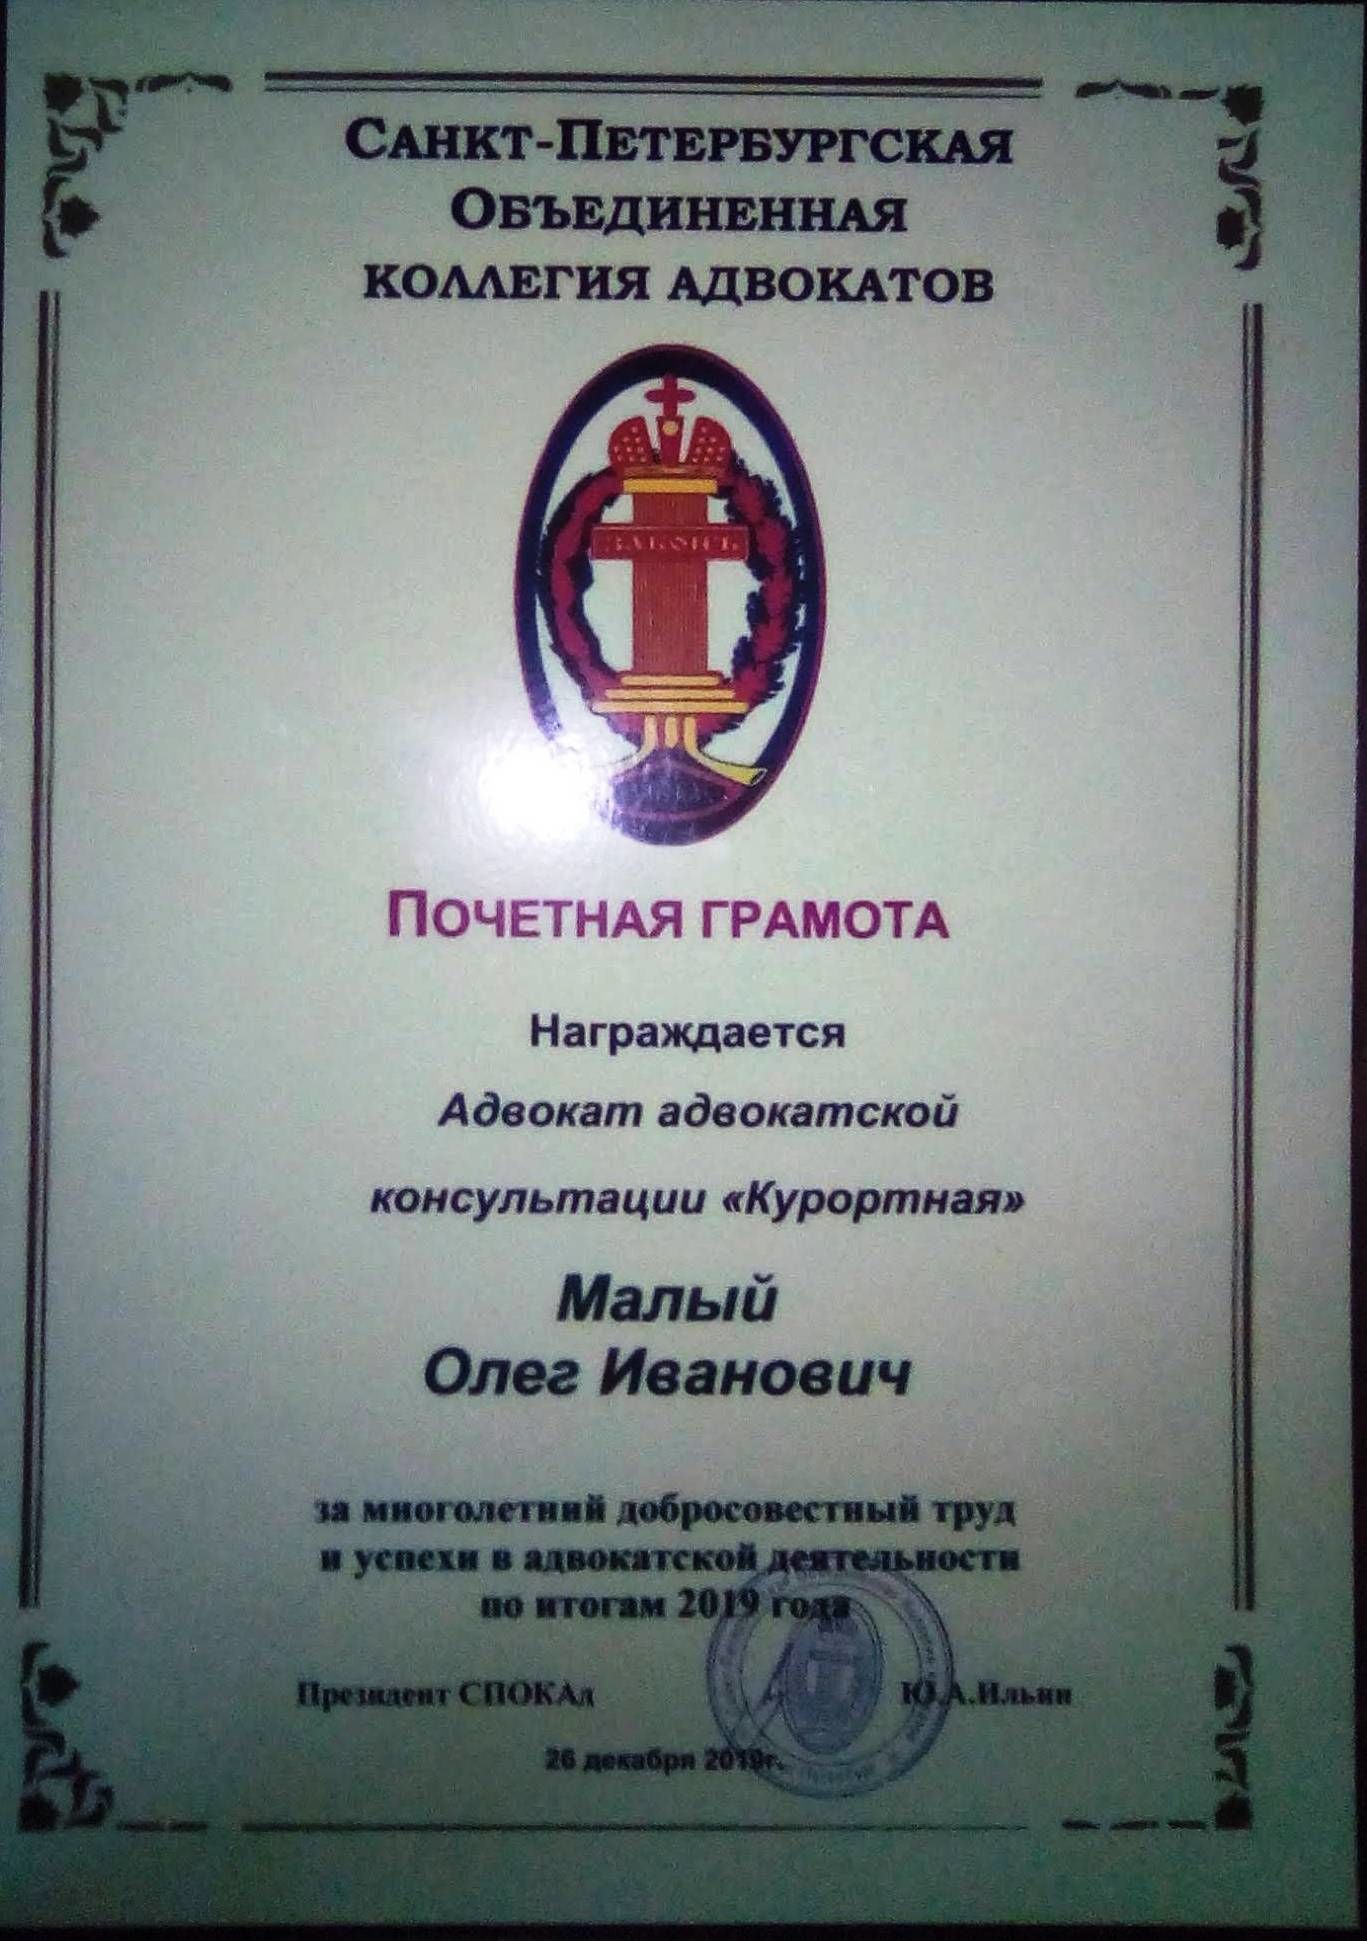 Санкт-Петербургская
Объединенная
коллегия адвокатов
ЗАКОНЪ
Почетная грамота
Награждается
Адвокат адвокатской
консультации «Курортная»
Малый
Олег Иванович
за многолетний добросовестный труд
и успехи в адвокатской деятельности
по итогам 2019 года
Президент СПОКАд Ю.А.Ильин
26 декабря 2019г.